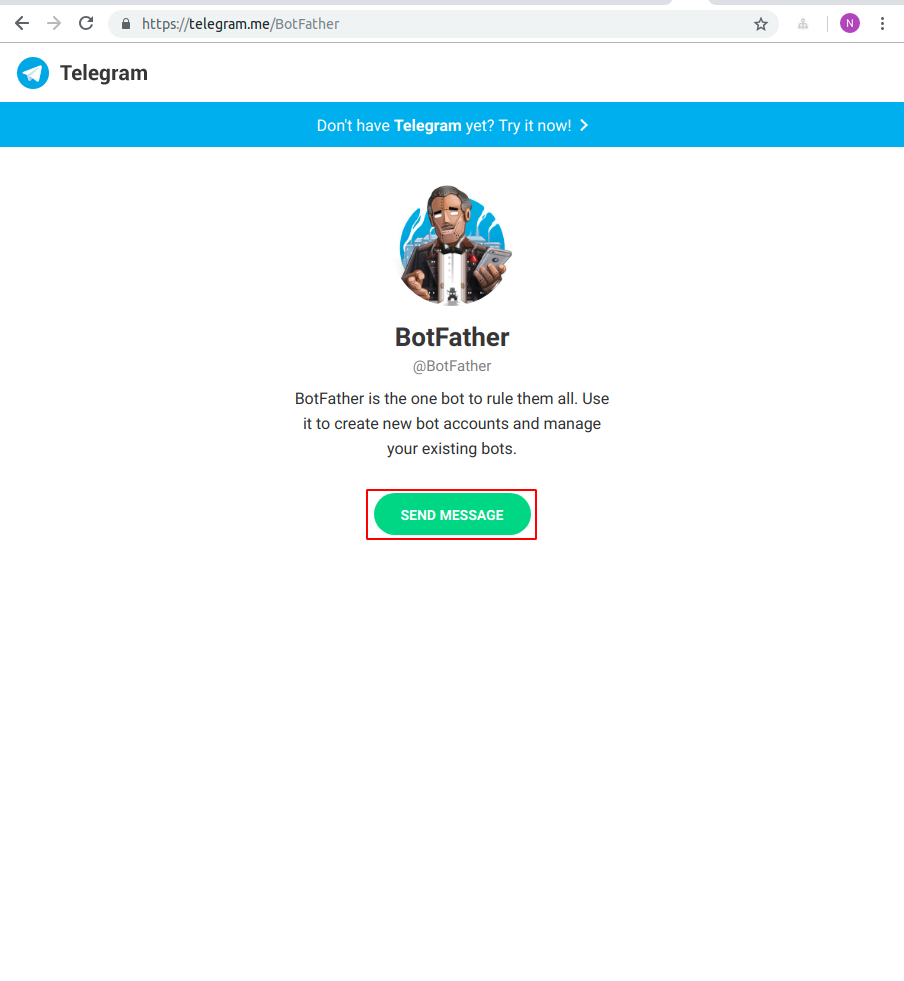 https://telegram.me/BotFather
N
Telegram
Don't have Telegram yet? Try it now!
BotFather
@BotFather
BotFather is the one bot to rule them all. Use
it to create new bot accounts and manage
your existing bots.
SEND MESSAGE